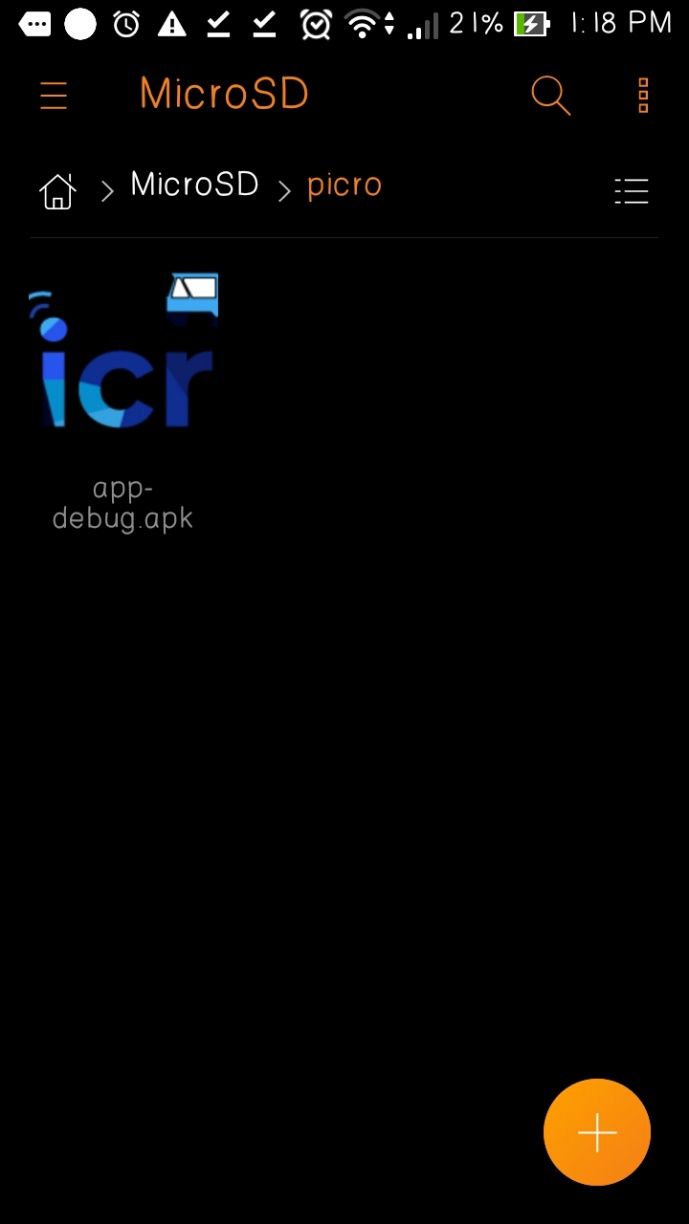 21% 1:18 PM
MicroSD
MicroSD > picro
icr
app-
debug.apk